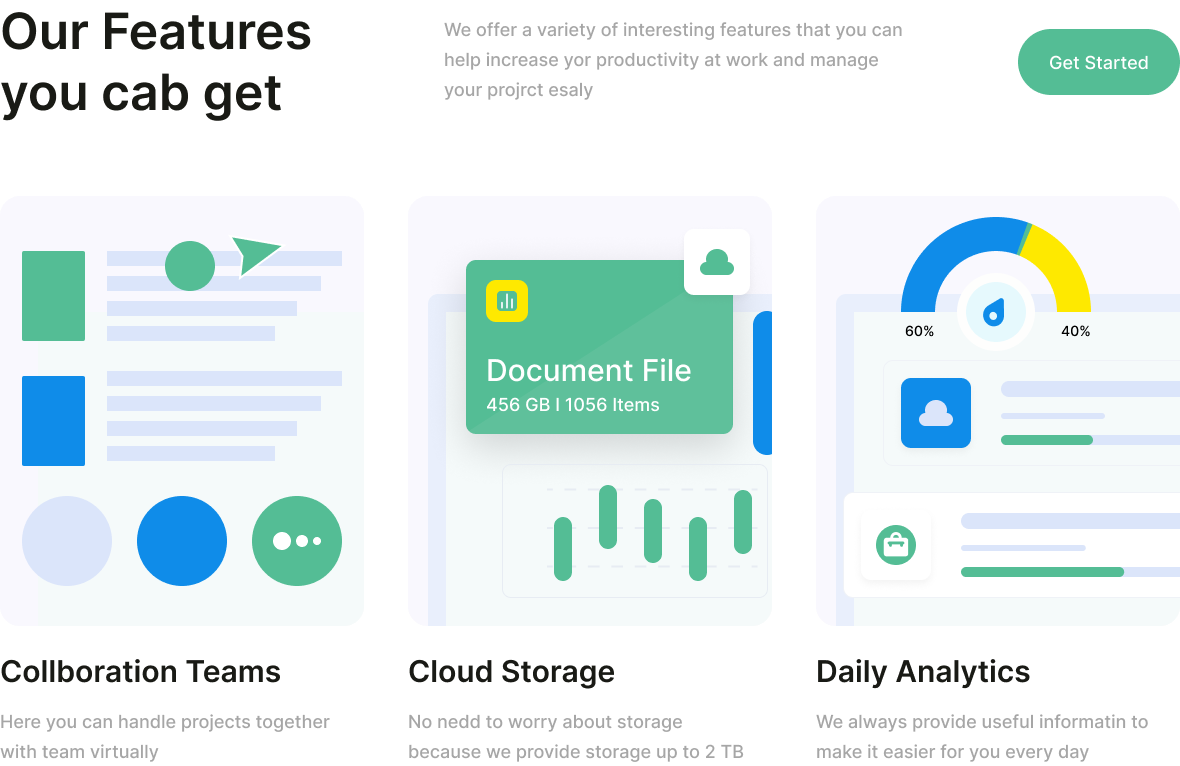 Our Features
you cab get
We offer a variety of interesting features that you can
help increase yor productivity at work and manage
your projrct esaly
Get Started
Document File
456 GB I 1056 Items
60%
40%
Collboration Teams
Here you can handle projects together
with team virtually
Cloud Storage
No nedd to worry about storage
because we provide storage up to 2 TB
Daily Analytics
We always provide useful informatin to
make it easier for you every day